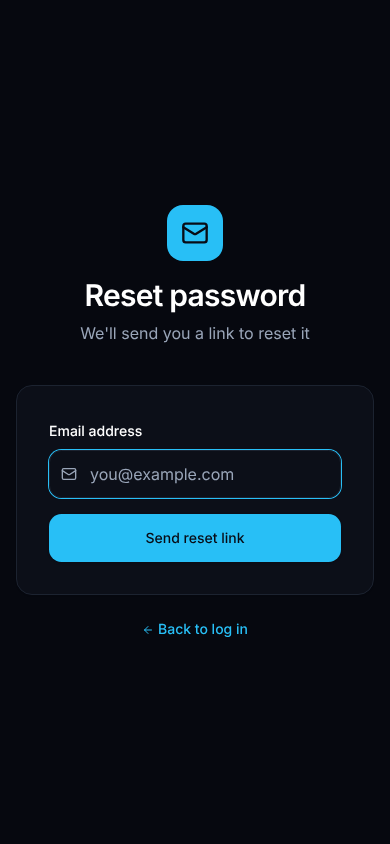 Reset password
We'll send you a link to reset it
Email address
you@example.com
Send reset link
← Back to log in